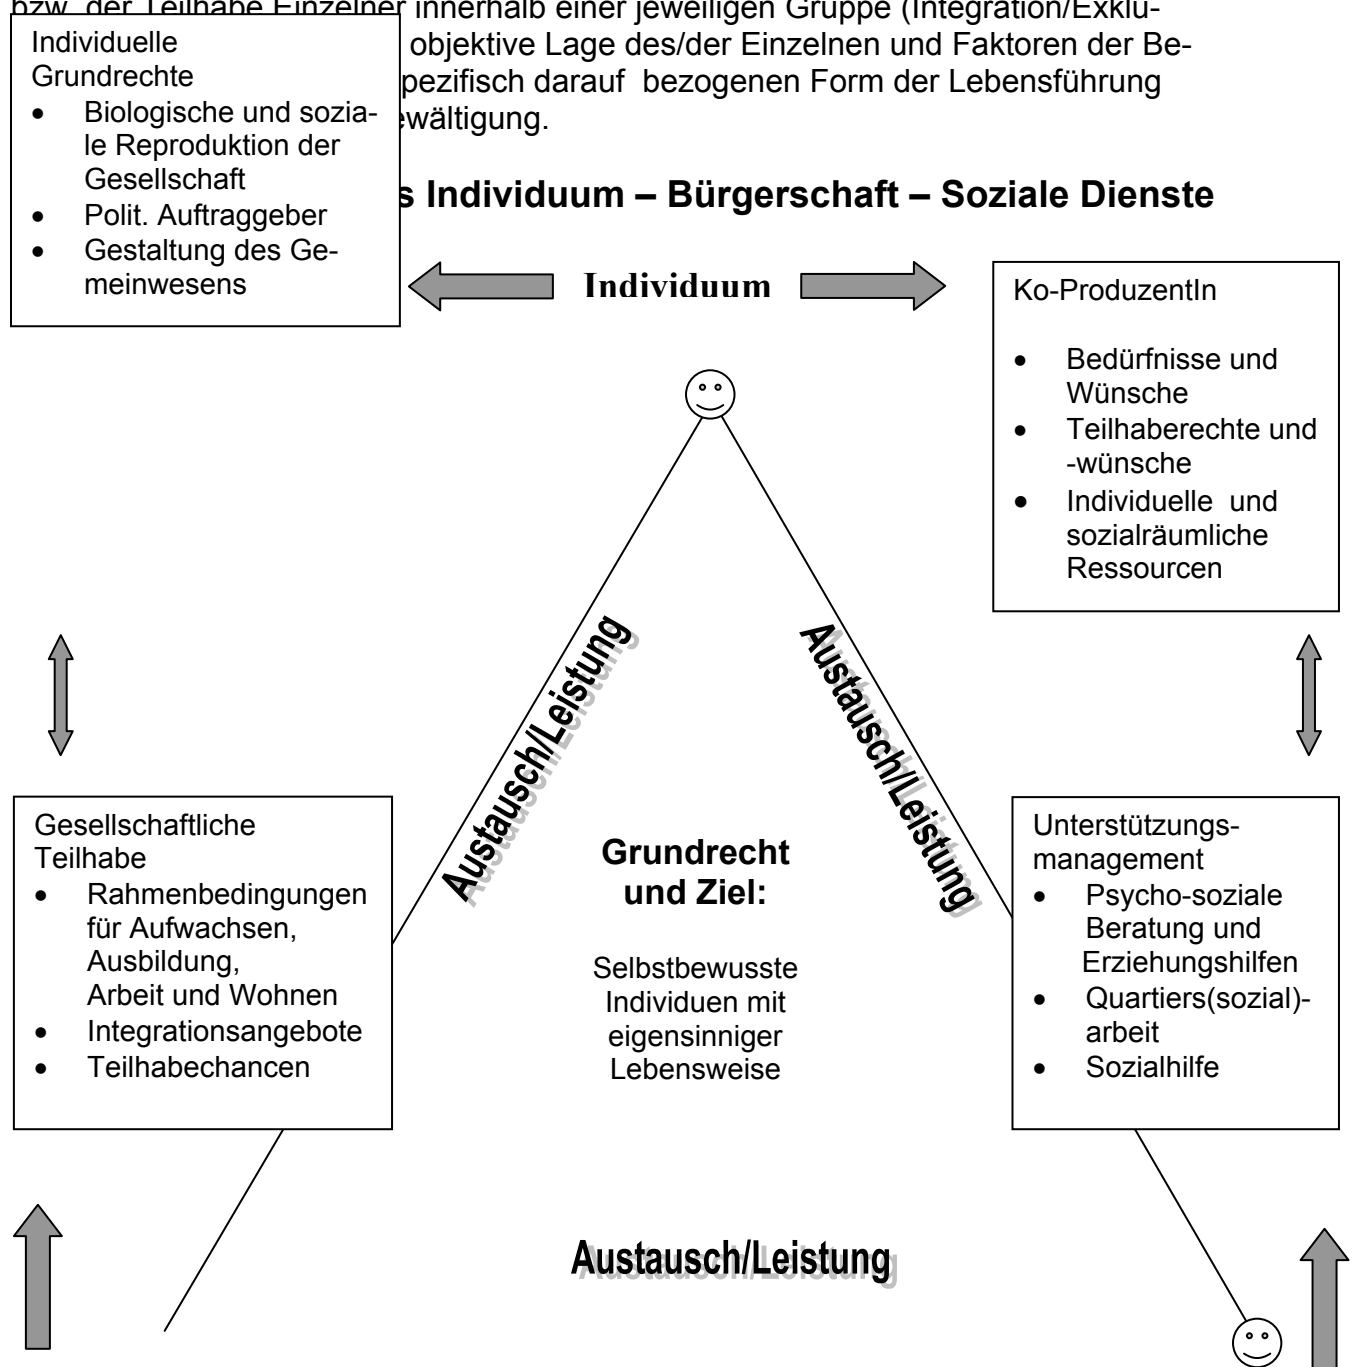 bzw. der Teilhabe Einzelner innerhalb einer jeweiligen Gruppe (Integration/Exklu-
objektive Lage des/der Einzelnen und Faktoren der Be-
pezifisch darauf bezogenen Form der Lebensführung
ewältigung.
s Individuum – Bürgerschaft – Soziale Dienste
Individuelle
Grundrechte
• Biologische und sozia-
le Reproduktion der
Gesellschaft
• Polit. Auftraggeber
• Gestaltung des Ge-
meinwesens
Individuum
Ko-ProduzentIn
• Bedürfnisse und
Wünsche
• Teilhaberechte und
-wünsche
• Individuelle und
sozialräumliche
Ressourcen
Austausch/Leistung
Austausch/Leistung
Gesellschaftliche
Teilhabe
• Rahmenbedingungen
für Aufwachsen,
Ausbildung,
Arbeit und Wohnen
• Integrationsangebote
• Teilhabechancen
Grundrecht
und Ziel:
Selbstbewusste
Individuen mit
eigensinniger
Lebensweise
Unterstützungs-
management
• Psycho-soziale
Beratung und
Erziehungshilfen
• Quartiers(sozial)-
arbeit
• Sozialhilfe
Austausch/Leistung